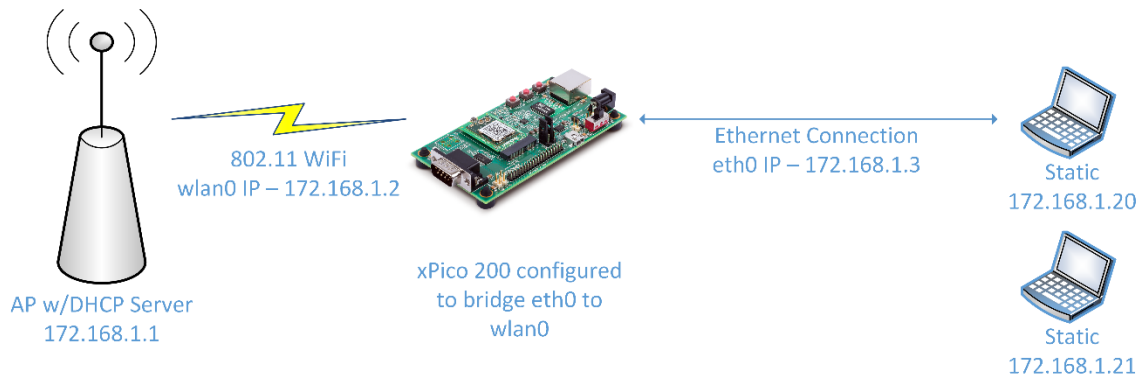 802.11 WiFi
wlan0 IP – 172.168.1.2
Ethernet Connection
eth0 IP – 172.168.1.3
Static
172.168.1.20
AP w/DHCP Server
172.168.1.1
xPico 200 configured
to bridge eth0 to
wlan0
Static
172.168.1.21